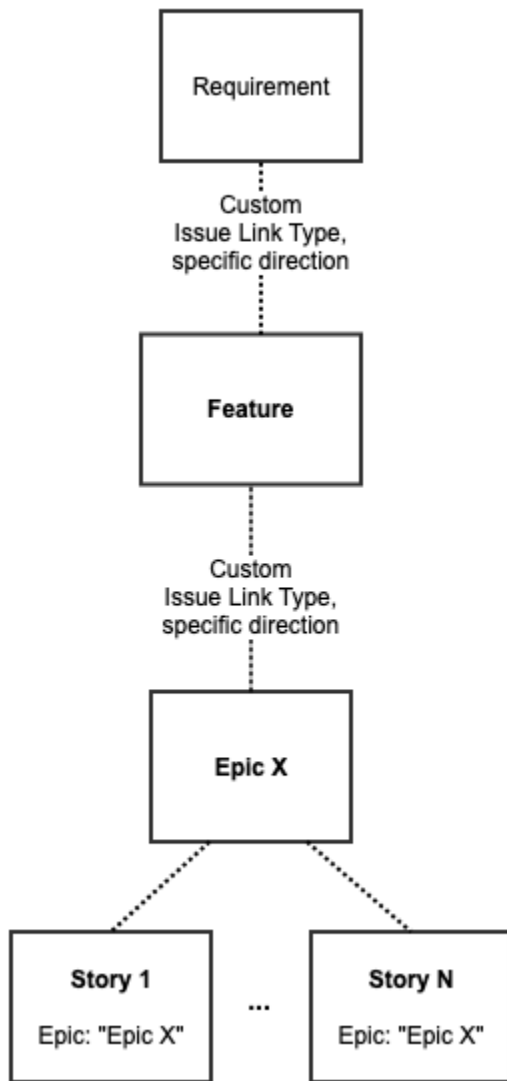 Requirement
Custom
Issue Link Type,
specific direction
Feature
Custom
Issue Link Type,
specific direction
Epic X
Story 1
Epic: "Epic X"
...
Story N
Epic: "Epic X"